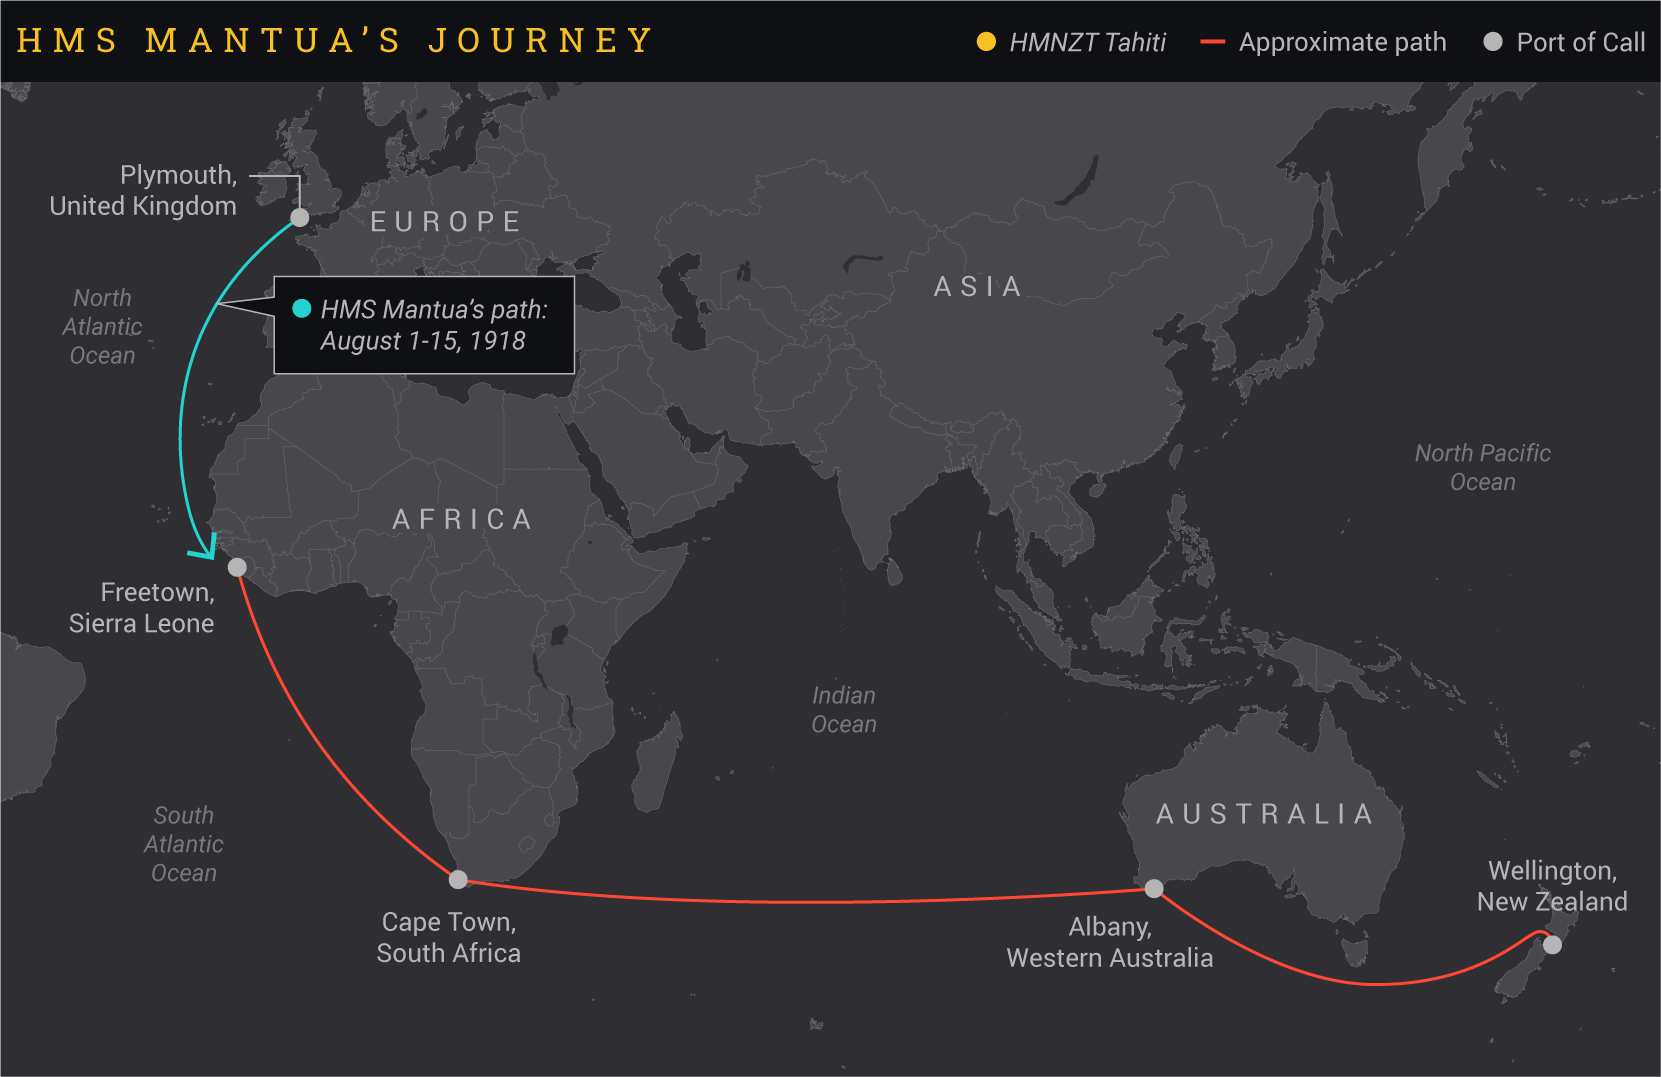 HMS MANTUA'S JOURNEY
HMNZT Tahiti
Approximate path
Port of Call
Plymouth,
United Kingdom
EUROPE
ASIA
North
Atlantic
Ocean
HMS Mantua's path:
August 1-15, 1918
North Pacific
Ocean
AFRICA
Freetown,
Sierra Leone
Indian
Ocean
South
Atlantic
Ocean
AUSTRALIA
Wellington,
New Zealand
Cape Town,
South Africa
Albany,
Western Australia